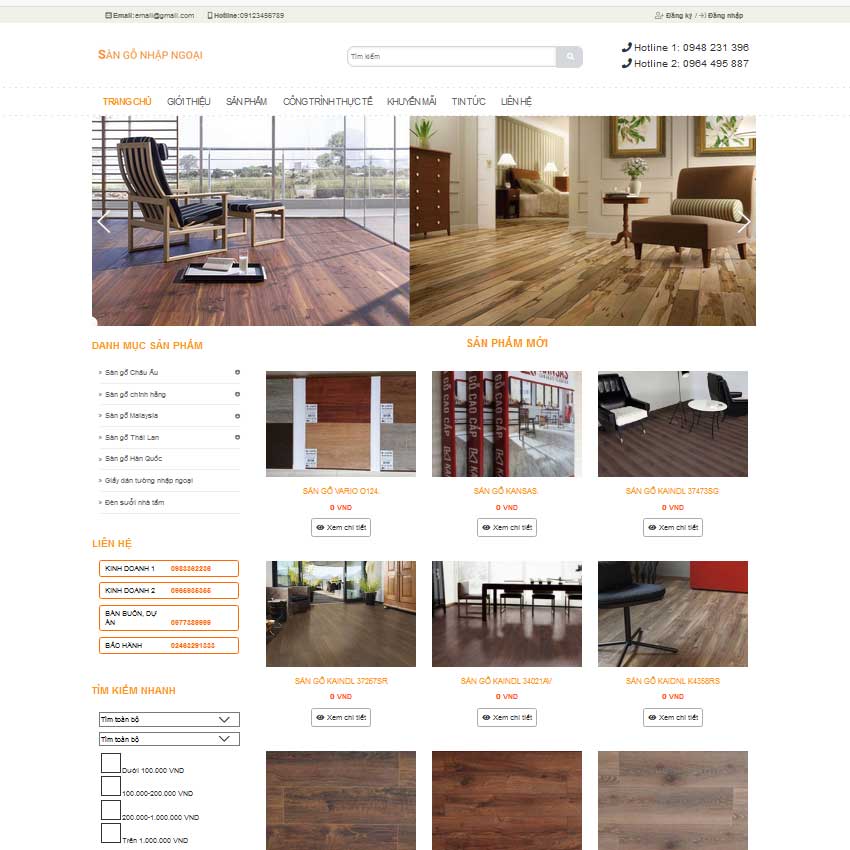 Email: email@gmail.com Hotline: 09123456789 Đăng ký / Đăng nhập
SÀN GỖ NHẬP NGOẠI
Tìm kiếm
Hotline 1: 0948 231 396
Hotline 2: 0964 495 887
TRANG CHỦ GIỚI THIỆU SẢN PHẨM CÔNG TRÌNH THỰC TẾ KHUYẾN MÃI TIN TỨC LIÊN HỆ
DANH MỤC SẢN PHẨM
» Sàn gỗ Châu Âu
» Sàn gỗ chính hãng
» Sàn gỗ Malaysia
» Sàn gỗ Thái Lan
» Sàn gỗ Hàn Quốc
» Giấy dán tường nhập ngoại
» Đèn sưởi nhà tắm
LIÊN HỆ
KINH DOANH 1 0983362236
KINH DOANH 2
BÁN BUÔN, DỰ
ÁN
BẢO HÀNH
TÌM KIẾM NHANH
Tìm toàn bộ
Tìm toàn bộ
Dưới 100.000 VND
100.000-200.000 VND
200.000-1.000.000 VND
Trên 1.000.000 VND
SẢN PHẨM MỚI
GỖ CAO CẤP
GỖ CAO CẤP
SÀN GỖ VARIO O124 SÀN GỖ KANSAS SÀN GỖ KAINDL 37473SG
0 VND 0 VND 0 VND
Xem chi tiết Xem chi tiết Xem chi tiết
SÀN GỖ KAINDL 37267SR SÀN GỖ KAINDL 34021AV SÀN GỖ KAIDNL K4358RS
0 VND 0 VND 0 VND
Xem chi tiết Xem chi tiết Xem chi tiết